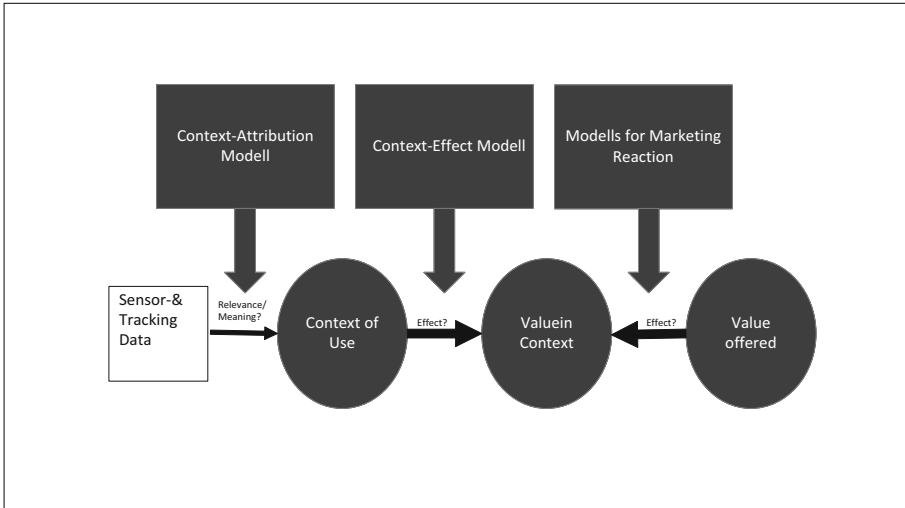 Context-Attribution
Modell
Context-Effect Modell
Modells for Marketing
Reaction
Sensor-&
Tracking
Data
Relevance/
Meaning?
Context of
Use
Effect?
Valuein
Context
Effect?
Value
offered